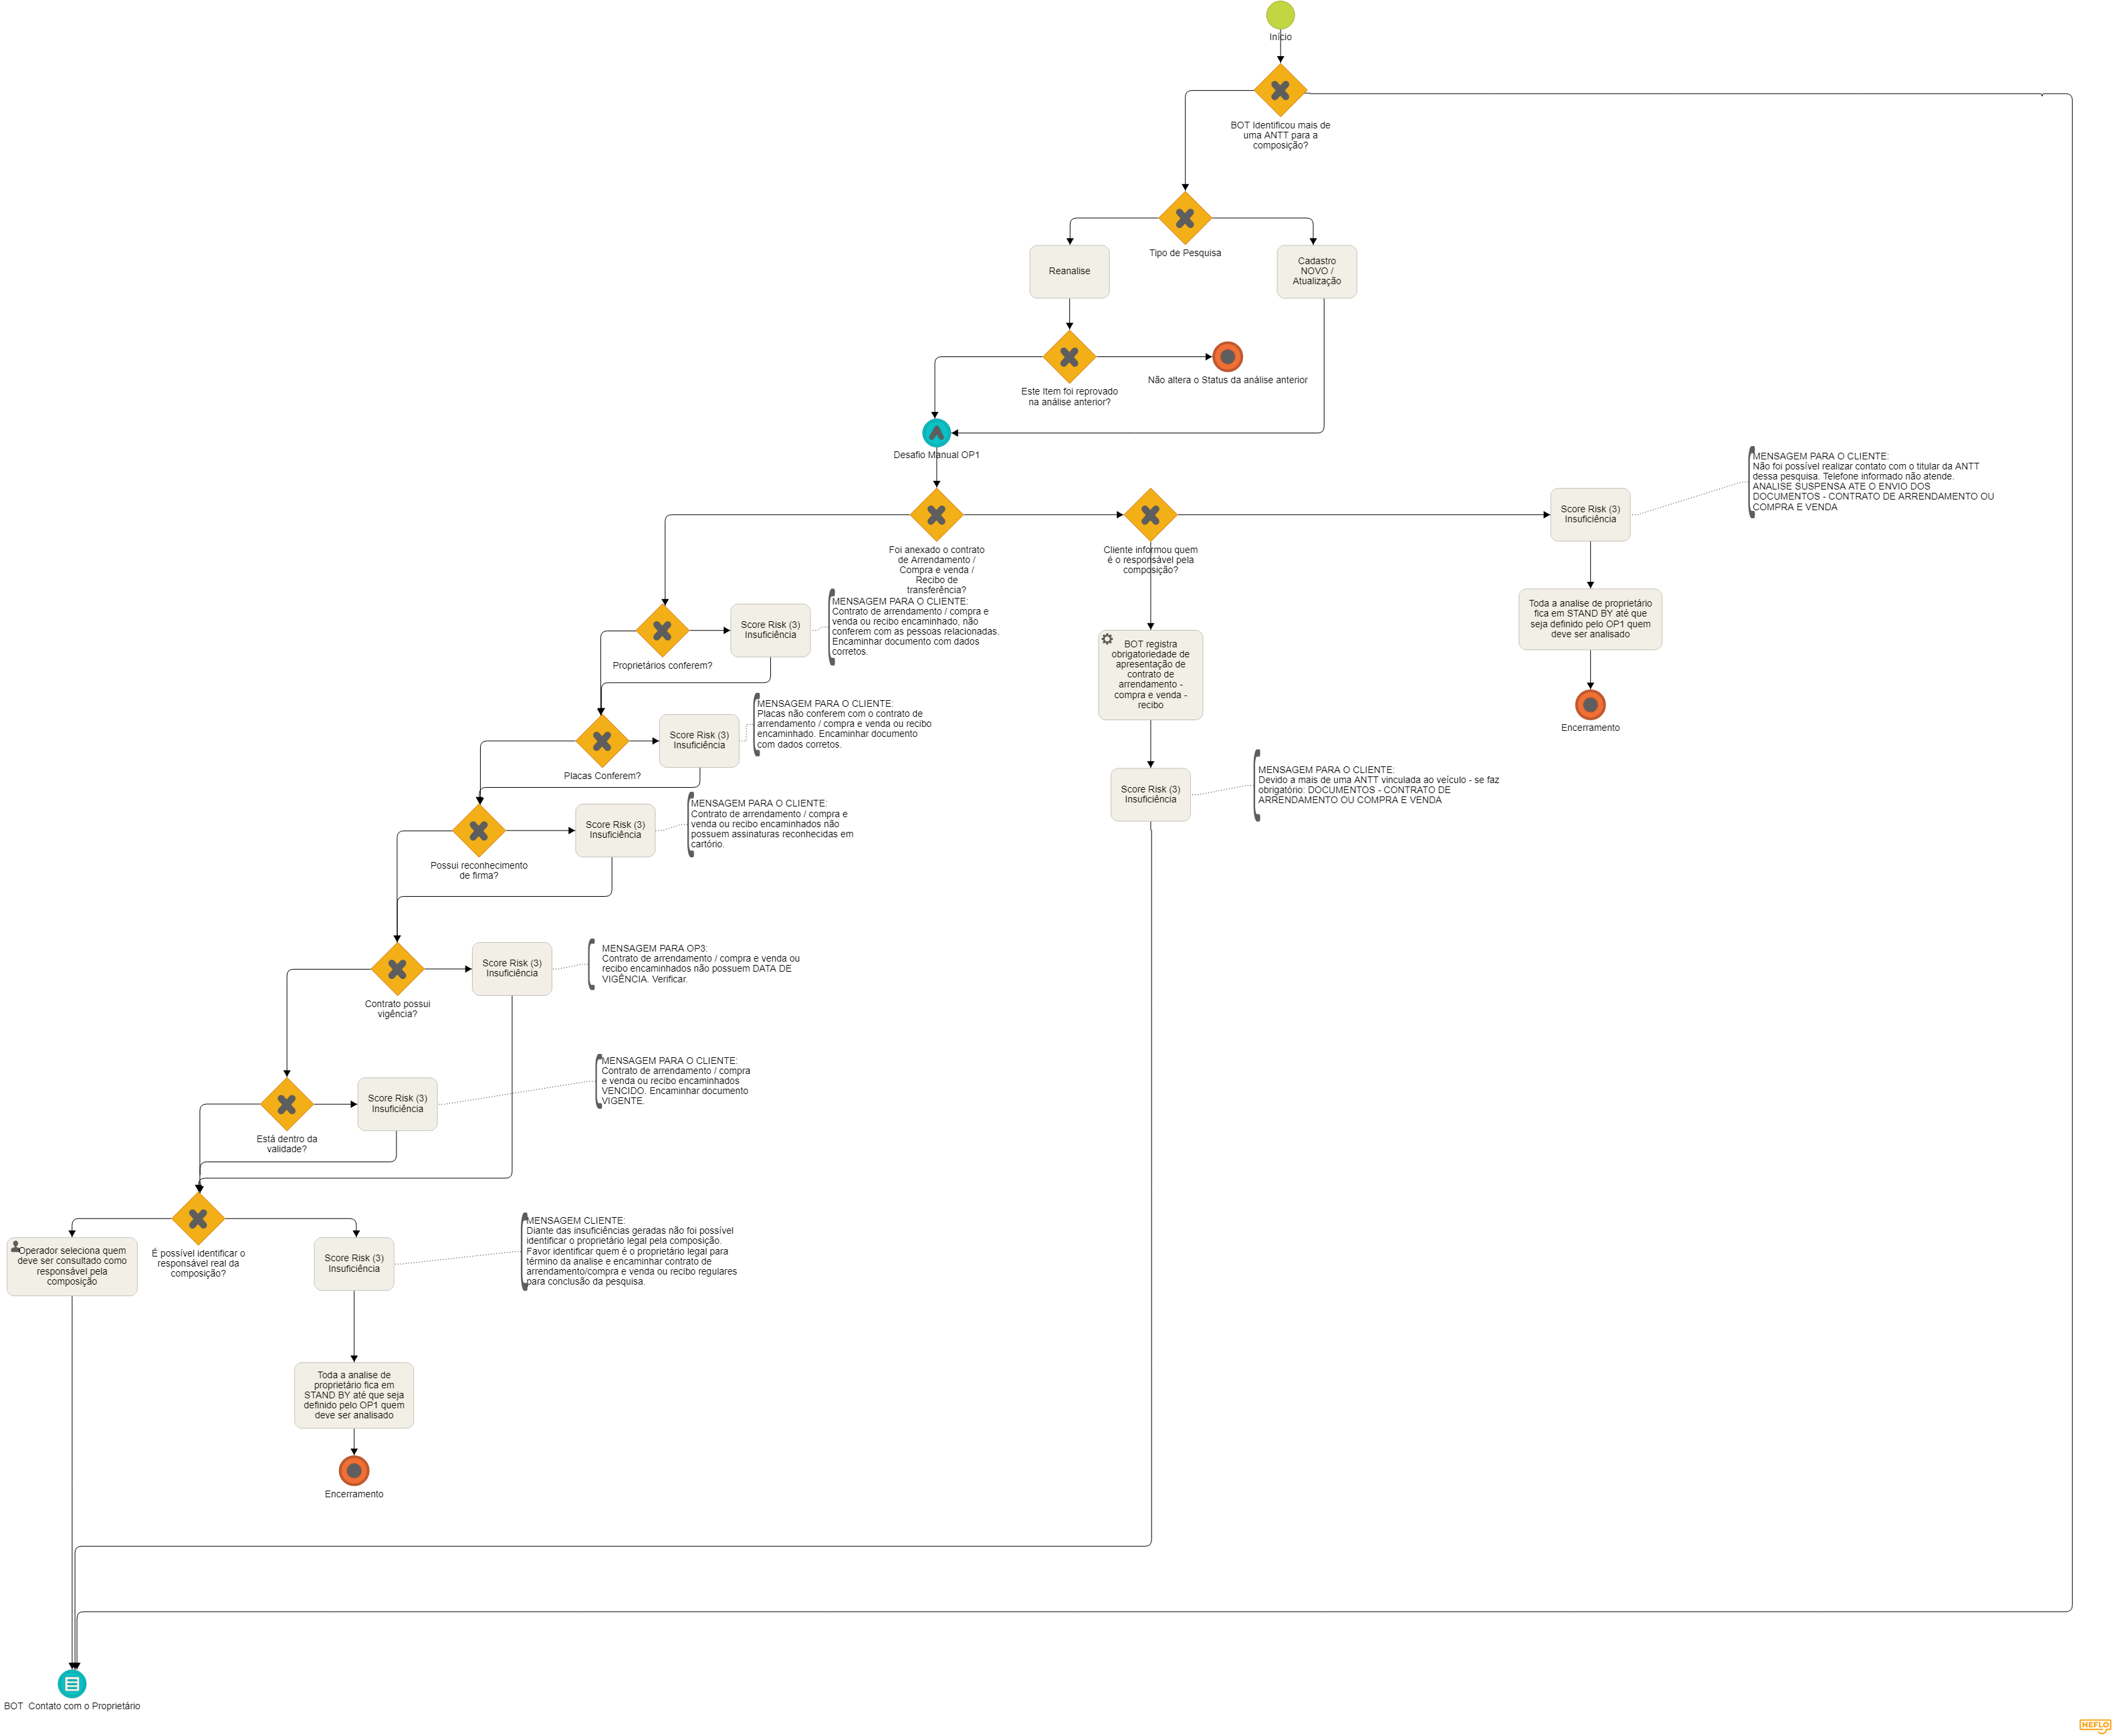 Início
BOT Identificou mais de
uma ANTT para a
composição?
Tipo de Pesquisa
Reanalise
Cadastro
NOVO /
Atualização
Este Item foi reprovado
na análise anterior?
Não altera o Status da análise anterior
Desafio Manual OP1
Foi anexado o contrato
de Arrendamento /
Compra e venda /
Recibo de
transferência?
Cliente informou quem
é o responsável pela
composição?
Score Risk (3)
Insuficiência
MENSAGEM PARA O CLIENTE:
Não foi possível realizar contato com o titular da ANTT
dessa pesquisa. Telefone informado não atende.
ANALISE SUSPENSA ATE O ENVIO DOS
DOCUMENTOS - CONTRATO DE ARRENDAMENTO OU
COMPRA E VENDA
Toda a analise de proprietário
fica em STAND BY até que
seja definido pelo OP1 quem
deve ser analisado
Encerramento
Proprietários conferem?
Score Risk (3)
Insuficiência
MENSAGEM PARA O CLIENTE:
Contrato de arrendamento / compra e
venda ou recibo encaminhado, não
conferem com as pessoas relacionadas.
Encaminhar documento com dados
corretos.
BOT registra
obrigatoriedade de
apresentação de
contrato de
arrendamento -
compra e venda -
recibo
Placas Conferem?
Score Risk (3)
Insuficiência
MENSAGEM PARA O CLIENTE:
Placas não conferem com o contrato de
arrendamento / compra e venda ou recibo
encaminhado. Encaminhar documento
com dados corretos.
Score Risk (3)
Insuficiência
MENSAGEM PARA O CLIENTE:
Devido a mais de uma ANTT vinculada ao veículo - se faz
obrigatório: DOCUMENTOS - CONTRATO DE
ARRENDAMENTO OU COMPRA E VENDA
Possui reconhecimento
de firma?
Score Risk (3)
Insuficiência
MENSAGEM PARA O CLIENTE:
Contrato de arrendamento / compra e
venda ou recibo encaminhados não
possuem assinaturas reconhecidas em
cartório.
Contrato possui
vigência?
Score Risk (3)
Insuficiência
MENSAGEM PARA OP3:
Contrato de arrendamento / compra e venda ou
recibo encaminhados não possuem DATA DE
VIGÊNCIA. Verificar.
Está dentro da
validade?
Score Risk (3)
Insuficiência
MENSAGEM PARA O CLIENTE:
Contrato de arrendamento / compra
e venda ou recibo encaminhados
VENCIDO. Encaminhar documento
VIGENTE.
Operador seleciona quem
deve ser consultado como
responsável pela
composição
É possível identificar o
responsável real da
composição?
Score Risk (3)
Insuficiência
MENSAGEM CLIENTE:
Diante das insuficiências geradas não foi possível
identificar o proprietário legal pela composição.
Favor identificar quem é o proprietário legal para
término da analise e encaminhar contrato de
arrendamento/compra e venda ou recibo regulares
para conclusão da pesquisa.
Toda a analise de
proprietário fica em
STAND BY até que seja
definido pelo OP1 quem
deve ser analisado
Encerramento
BOT  Contato com o Proprietário
HEFLO